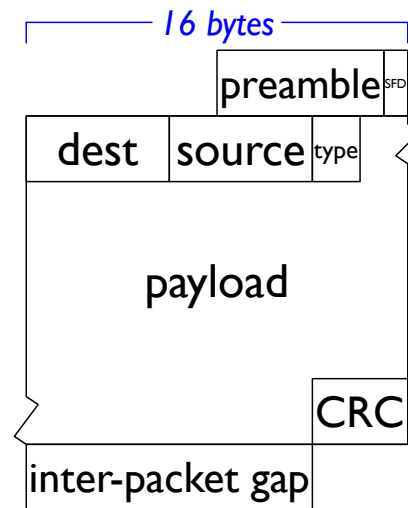 16 bytes
preamble SFD
dest source type
payload
CRC
inter-packet gap